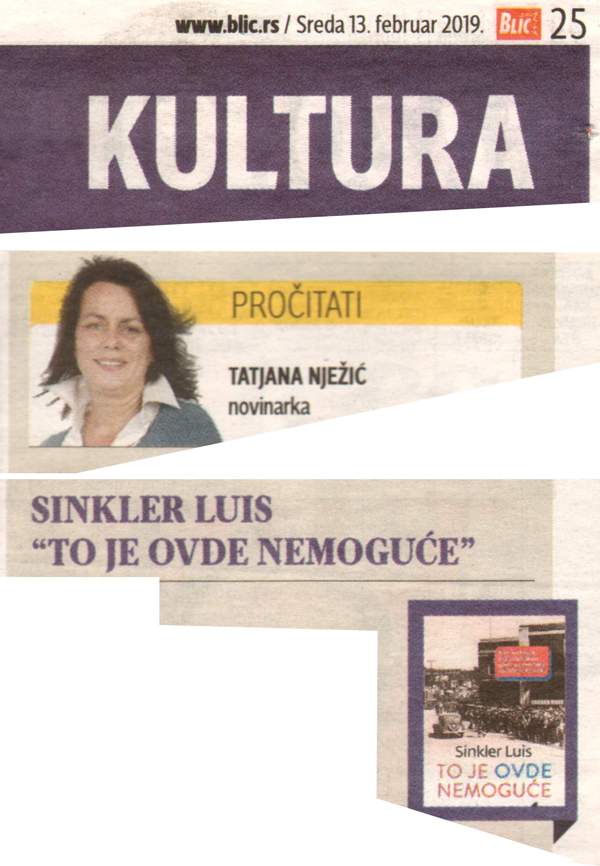 www.blic.rs / Sreda 13. februar 2019. BLIC 25
KULTURA
PROČITATI
TATJANA NJEŽIĆ
novinarka
SINKLER LUIS
“TO JE OVDE NEMOGUĆE”
Sinkler Luis
TO JE OVDE
NEMOGUĆE